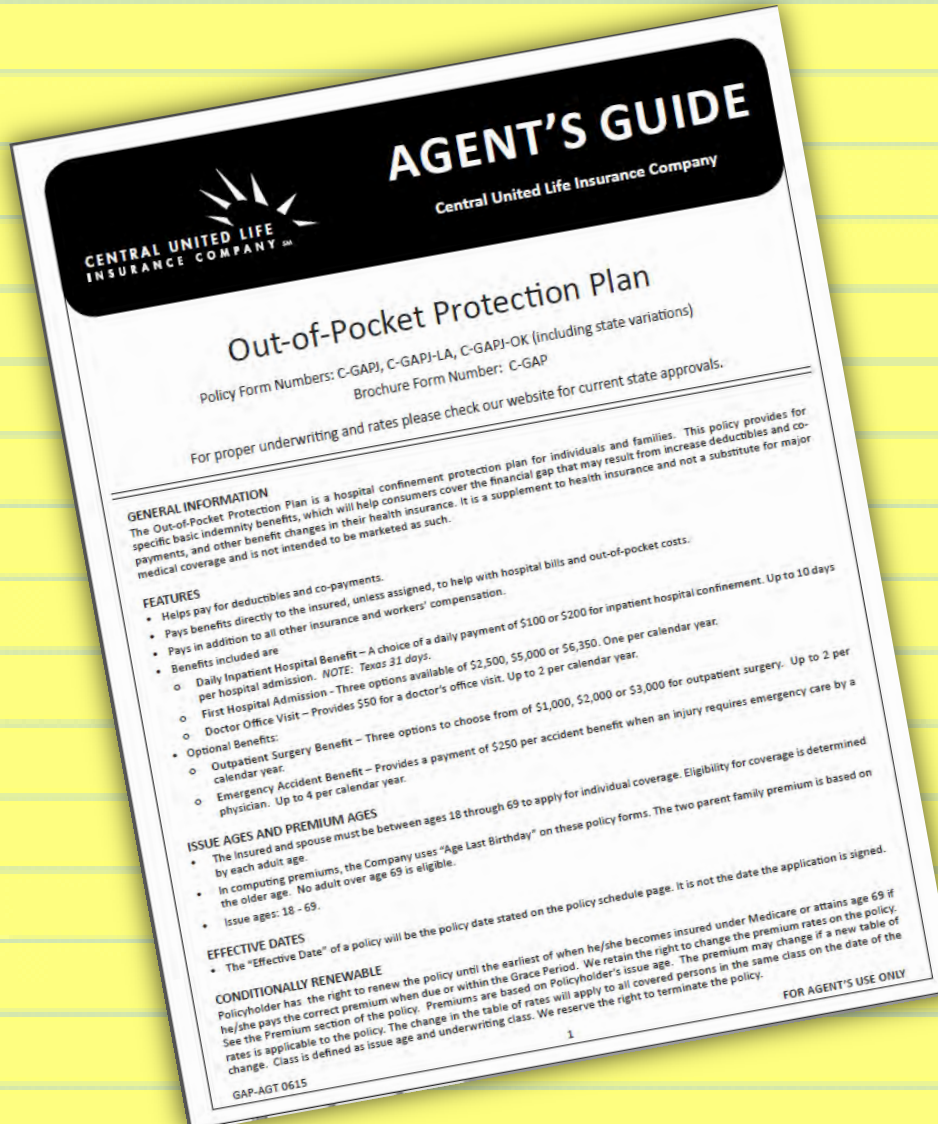 AGENT'S GUIDE
Central United Life Insurance Company
CENTRAL UNITED LIFE
INSURANCE COMPANY SM
Out-of-Pocket Protection Plan
Policy Form Numbers: C-GAPJ, C-GAPJ-LA, C-GAPJ-OK (including state variations)
Brochure Form Number: C-GAP
For proper underwriting and rates please check our website for current state approvals.
GENERAL INFORMATION
The Out-of-Pocket Protection Plan is a hospital confinement protection plan for individuals and families. This policy provides for
specific basic indemnity benefits, which will help consumers cover the financial gap that may result from increase deductibles and co-
payments, and other benefit changes in their health insurance. It is a supplement to health insurance and not a substitute for major
medical coverage and is not intended to be marketed as such.
FEATURES
• Helps pay for deductibles and co-payments.
• Pays benefits directly to the insured, unless assigned, to help with hospital bills and out-of-pocket costs.
• Pays in addition to all other insurance and workers' compensation.
• Benefits included are
o Daily Inpatient Hospital Benefit – A choice of a daily payment of $100 or $200 for inpatient hospital confinement. Up to 10 days
per hospital admission. NOTE: Texas 31 days.
o First Hospital Admission - Three options available of $2,500, $5,000 or $6,350. One per calendar year.
o Doctor Office Visit – Provides $50 for a doctor's office visit. Up to 2 per calendar year.
• Optional Benefits:
o Outpatient Surgery Benefit – Three options to choose from of $1,000, $2,000 or $3,000 for outpatient surgery. Up to 2 per
calendar year.
o Emergency Accident Benefit – Provides a payment of $250 per accident benefit when an injury requires emergency care by a
physician. Up to 4 per calendar year.
ISSUE AGES AND PREMIUM AGES
• The Insured and spouse must be between ages 18 through 69 to apply for individual coverage. Eligibility for coverage is determined
by each adult age.
• In computing premiums, the Company uses "Age Last Birthday" on these policy forms. The two parent family premium is based on
the older age. No adult over age 69 is eligible.
• Issue ages: 18 - 69.
EFFECTIVE DATES
• The "Effective Date" of a policy will be the policy date stated on the policy schedule page. It is not the date the application is signed.
CONDITIONALLY RENEWABLE
Policyholder has the right to renew the policy until the earliest of when he/she becomes insured under Medicare or attains age 69 if
he/she pays the correct premium when due or within the Grace Period. We retain the right to change the premium rates on the policy.
See the Premium section of the policy. Premiums are based on Policyholder's issue age. The premium may change if a new table of
rates is applicable to the policy. The change in the table of rates will apply to all covered persons in the same class on the date of the
change. Class is defined as issue age and underwriting class. We reserve the right to terminate the policy.
GAP-AGT 0615
1
FOR AGENT'S USE ONLY